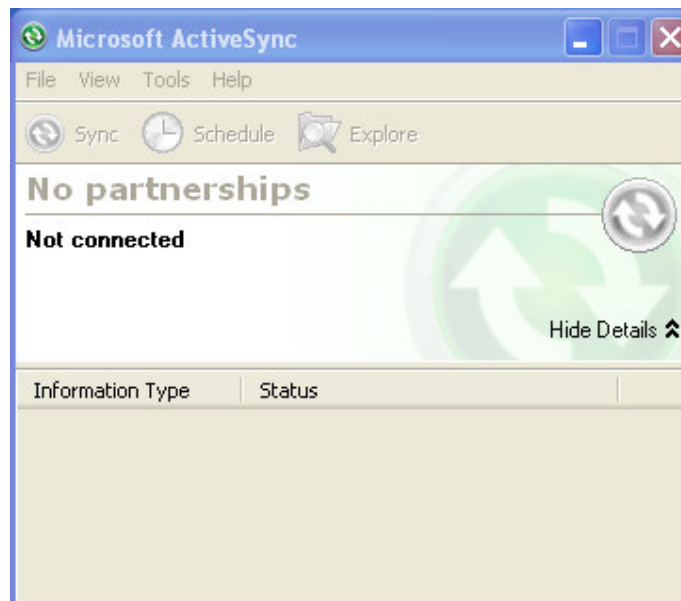 Microsoft ActiveSync
File View Tools Help
Sync Schedule Explore
No partnerships
Not connected
Hide Details
Information Type Status